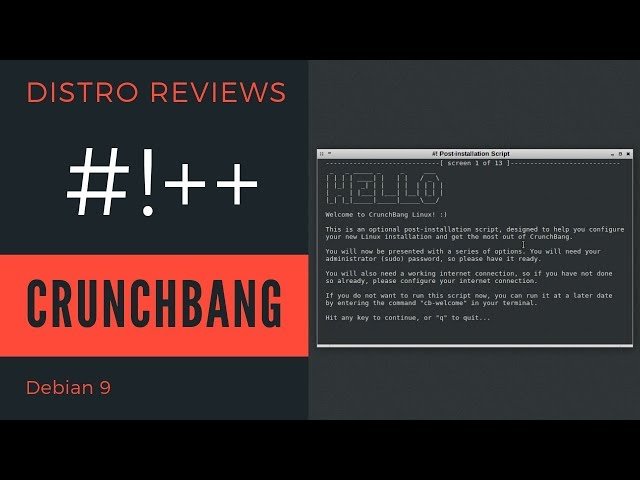 DISTRO REVIEWS
#!++
CRUNCHBANG
Debian 9
#! Post-installation Script
[ screen 1 of 13 ]
HELLO
Welcome to CrunchBang Linux! :)
This is an optional post-installation script, designed to help you configure
your new Linux installation and get the most out of CrunchBang.
You will now be presented with a series of options. You will need your
administrator (sudo) password, so please have it ready.
You will also need a working internet connection, so if you have not done
so already, please configure your internet connection.
If you do not want to run this script now, you can run it at a later date
by entering the command "cb-welcome" in your terminal.
Hit any key to continue, or "q" to quit...